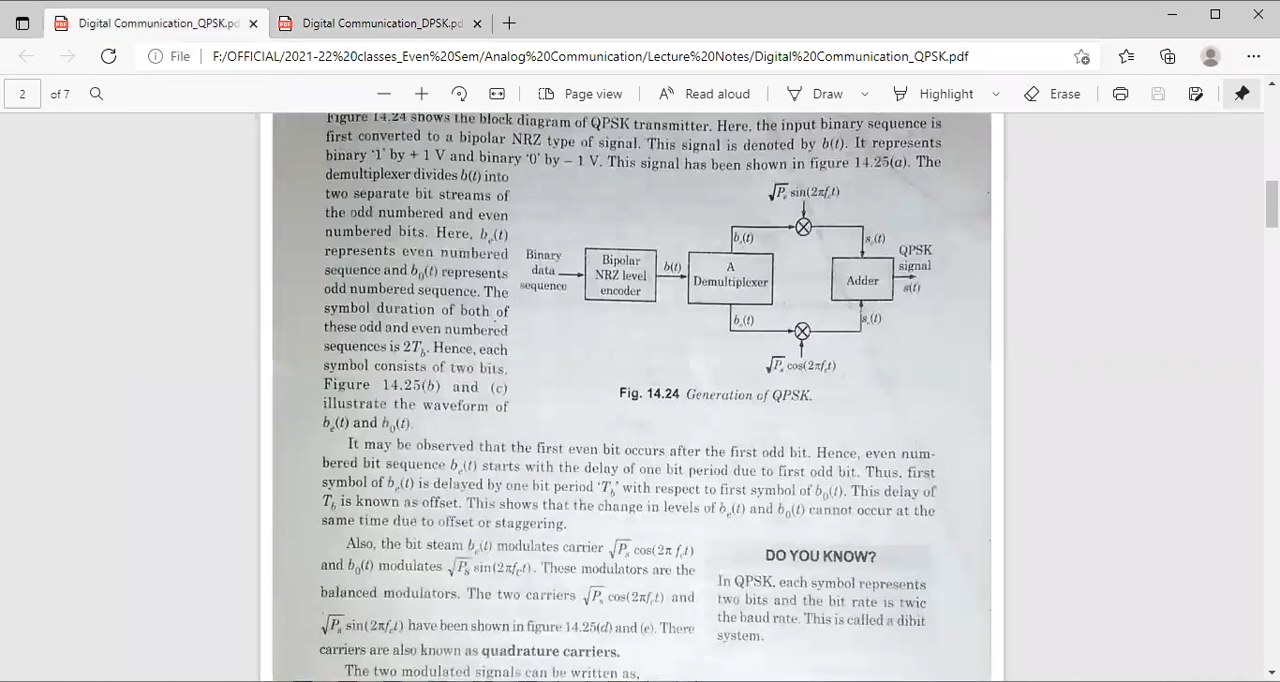 Digital Communication_QPSK.pd
Digital Communication_DPSK.pd
File
F:/OFFICIAL/2021-22%20classes_Even%20Sem/Analog%20Communication/Lecture%20Notes/Digital%20Communication_QPSK.pdf
2 of 7
Page view
Read aloud
Draw
Highlight
Erase
Figure 14.24 shows the block diagram of QPSK transmitter. Here, the input binary sequence is
first converted to a bipolar NRZ type of signal. This signal is denoted by b(t). It represents
binary ‘1’ by + 1 V and binary ‘0’ by – 1 V. This signal has been shown in figure 14.25(a). The
demultiplexer divides b(t) into
two separate bit streams of
the odd numbered and even
numbered bits. Here, bₑ(t)
represents even numbered
sequence and b₀(t) represents
odd numbered sequence. The
symbol duration of both of
these odd and even numbered
sequences is 2T_b. Hence, each
symbol consists of two bits.
Figure 14.25(b) and (c)
illustrate the waveform of
bₑ(t) and b₀(t).
√Pₛ sin(2πf_c t)
b₀(t)
s₀(t)
Binary
data
sequence
Bipolar
NRZ level
encoder
b(t)
A
Demultiplexer
Adder
QPSK
signal
s(t)
bₑ(t)
sₑ(t)
√Pₛ cos(2πf_c t)
Fig. 14.24 Generation of QPSK.
It may be observed that the first even bit occurs after the first odd bit. Hence, even num-
bered bit sequence bₑ(t) starts with the delay of one bit period due to first odd bit. Thus, first
symbol of bₑ(t) is delayed by one bit period ‘T_b’ with respect to first symbol of b₀(t). This delay of
T_b is known as offset. This shows that the change in levels of bₑ(t) and b₀(t) cannot occur at the
same time due to offset or staggering.
Also, the bit steam bₑ(t) modulates carrier √Pₛ cos(2π f_c t)
and b₀(t) modulates √Pₛ sin(2πf_c t). These modulators are the
balanced modulators. The two carriers √Pₛ cos(2πf_c t) and
√Pₛ sin(2πf_c t) have been shown in figure 14.25(d) and (e). There
carriers are also known as quadrature carriers.
The two modulated signals can be written as,
DO YOU KNOW?
In QPSK, each symbol represents
two bits and the bit rate is twic
the baud rate. This is called a dibit
system.